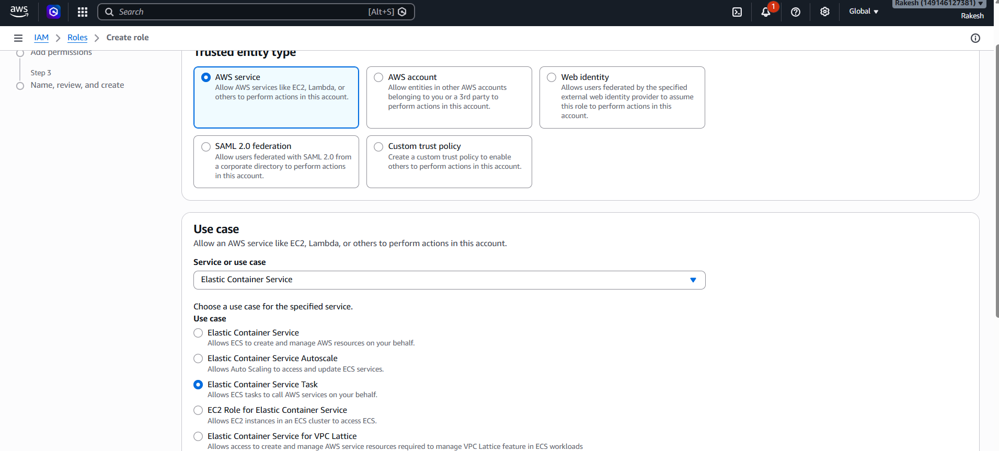 aws
Search
[Alt+S]
1
Global
Rakesh (149146127381)
Rakesh
IAM
Roles
Create role
Add permissions
Step 3
Name, review, and create
Trusted entity type
AWS service
Allow AWS services like EC2, Lambda, or
others to perform actions in this account.
AWS account
Allow entities in other AWS accounts
belonging to you or a 3rd party to
perform actions in this account.
Web identity
Allows users federated by the specified
external web identity provider to assume
this role to perform actions in this
account.
SAML 2.0 federation
Allow users federated with SAML 2.0 from
a corporate directory to perform actions
in this account.
Custom trust policy
Create a custom trust policy to enable
others to perform actions in this account.
Use case
Allow an AWS service like EC2, Lambda, or others to perform actions in this account.
Service or use case
Elastic Container Service
Choose a use case for the specified service.
Use case
Elastic Container Service
Allows ECS to create and manage AWS resources on your behalf.
Elastic Container Service Autoscale
Allows Auto Scaling to access and update ECS services.
Elastic Container Service Task
Allows ECS tasks to call AWS services on your behalf.
EC2 Role for Elastic Container Service
Allows EC2 instances in an ECS cluster to access ECS.
Elastic Container Service for VPC Lattice
Allows access to create and manage AWS service resources required to manage VPC Lattice feature in ECS workloads